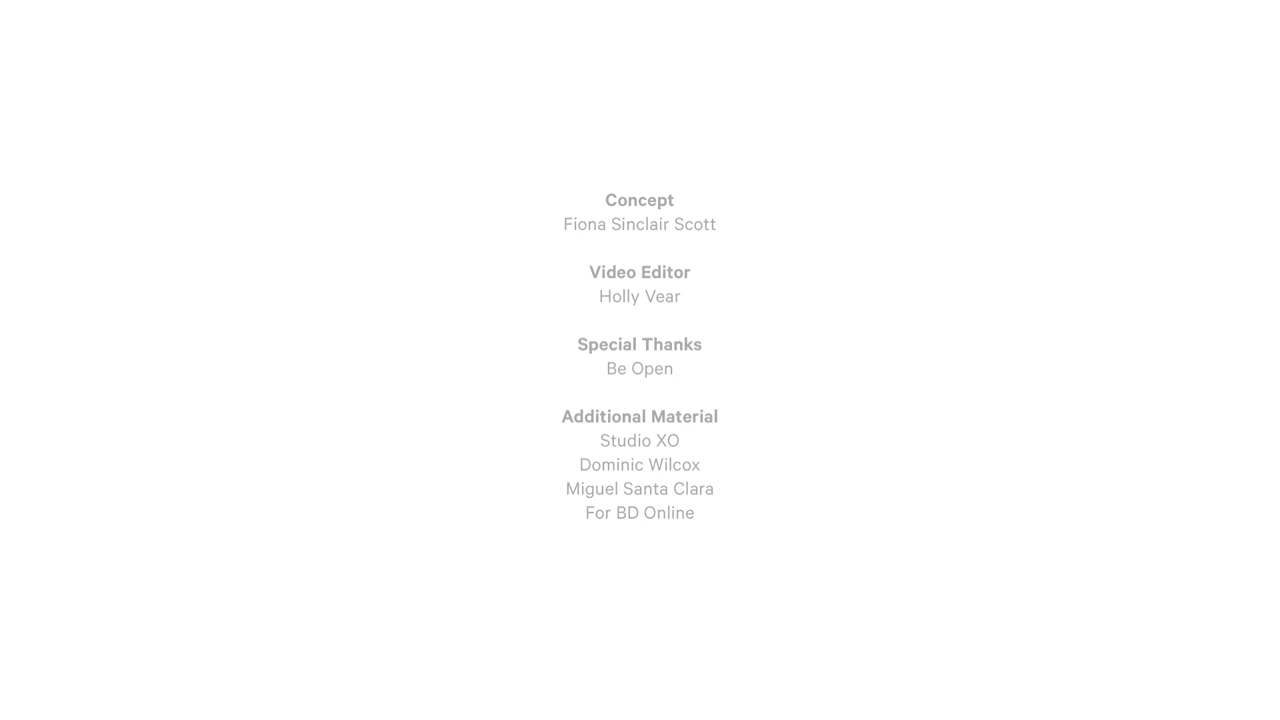 Concept
Fiona Sinclair Scott
Video Editor
Holly Vear
Special Thanks
Be Open
Additional Material
Studio XO
Dominic Wilcox
Miguel Santa Clara
For BD Online